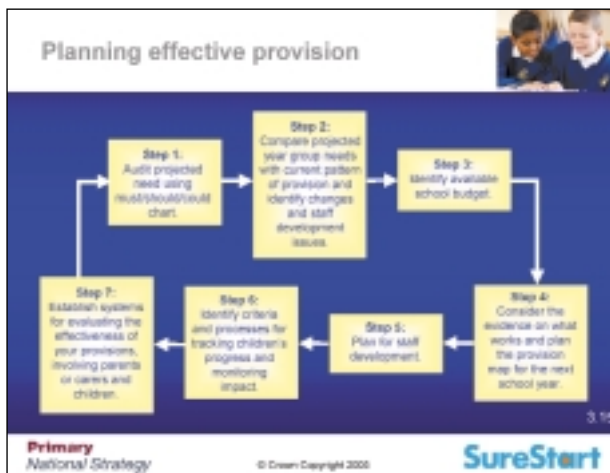 Planning effective provision
Step 1:
Audit projected
need using
must/should/could
chart.
Step 2:
Compare projected
year group needs
with current pattern
of provision and
identify changes
and staff
development
issues.
Step 3:
Identify available
school budget.
Step 4:
Consider the
evidence on what
works and plan
the provision
map for the next
school year.
Step 5:
Plan for staff
development.
Step 6:
Identify criteria
and processes for
tracking children's
progress and
monitoring
impact.
Step 7:
Establish systems
for evaluating the
effectiveness of
your provisions,
involving parents
or carers and
children.
Primary
National Strategy
© Crown Copyright
SureStart